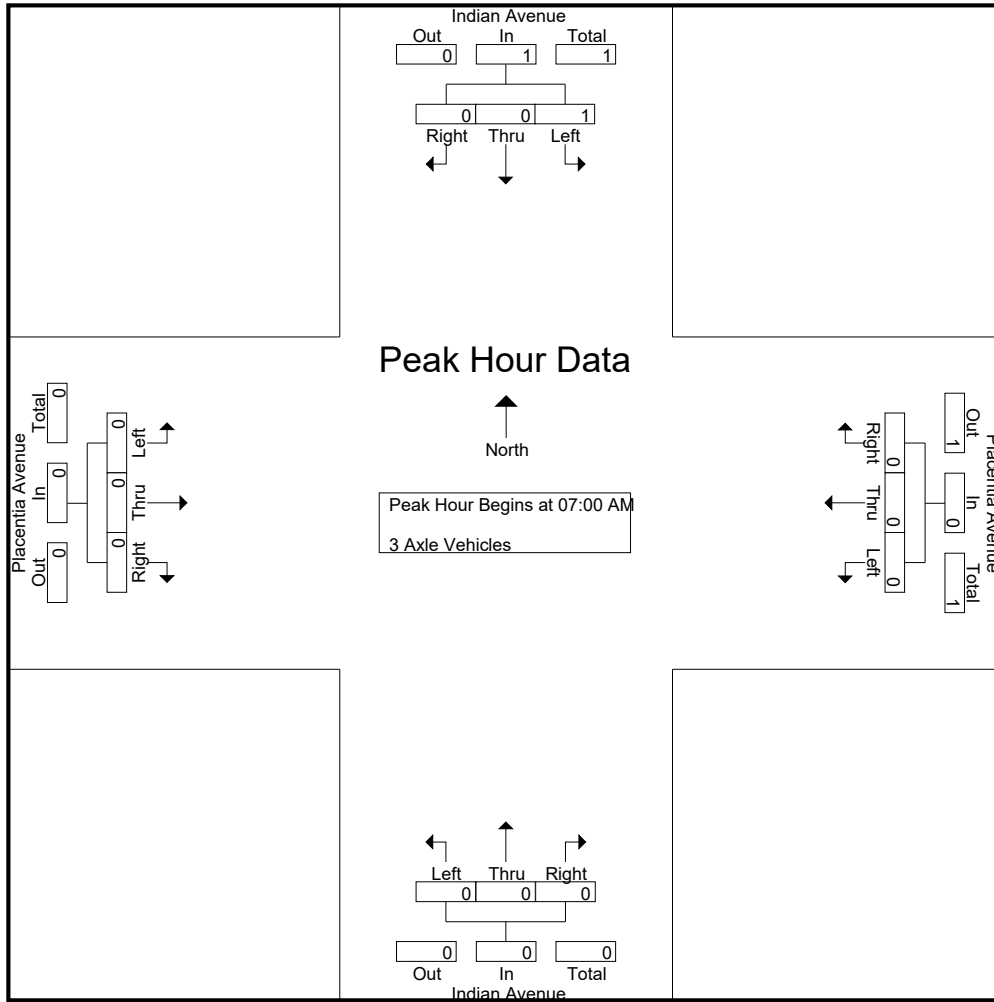 Indian Avenue
Out In Total
0 1 1
0 0 1
Right Thru Left
Peak Hour Data
North
Peak Hour Begins at 07:00 AM
3 Axle Vehicles
Placentia Avenue
Total In Out
0 0 0
0 0 0
Left Thru Right
Placentia Avenue
Out In Total
1 0 1
0 0 0
Right Thru Left
Left Thru Right
0 0 0
0 0 0
Out In Total
Indian Avenue